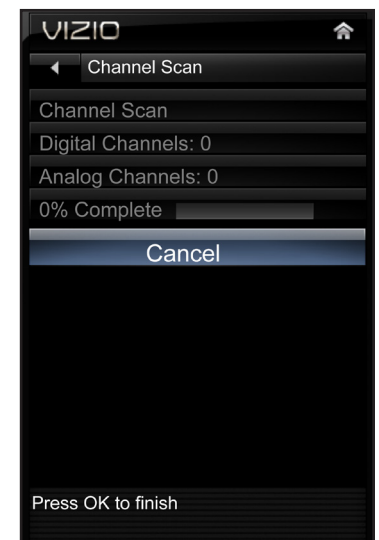 VIZIO
Channel Scan
Channel Scan
Digital Channels: 0
Analog Channels: 0
0% Complete
Cancel
Press OK to finish